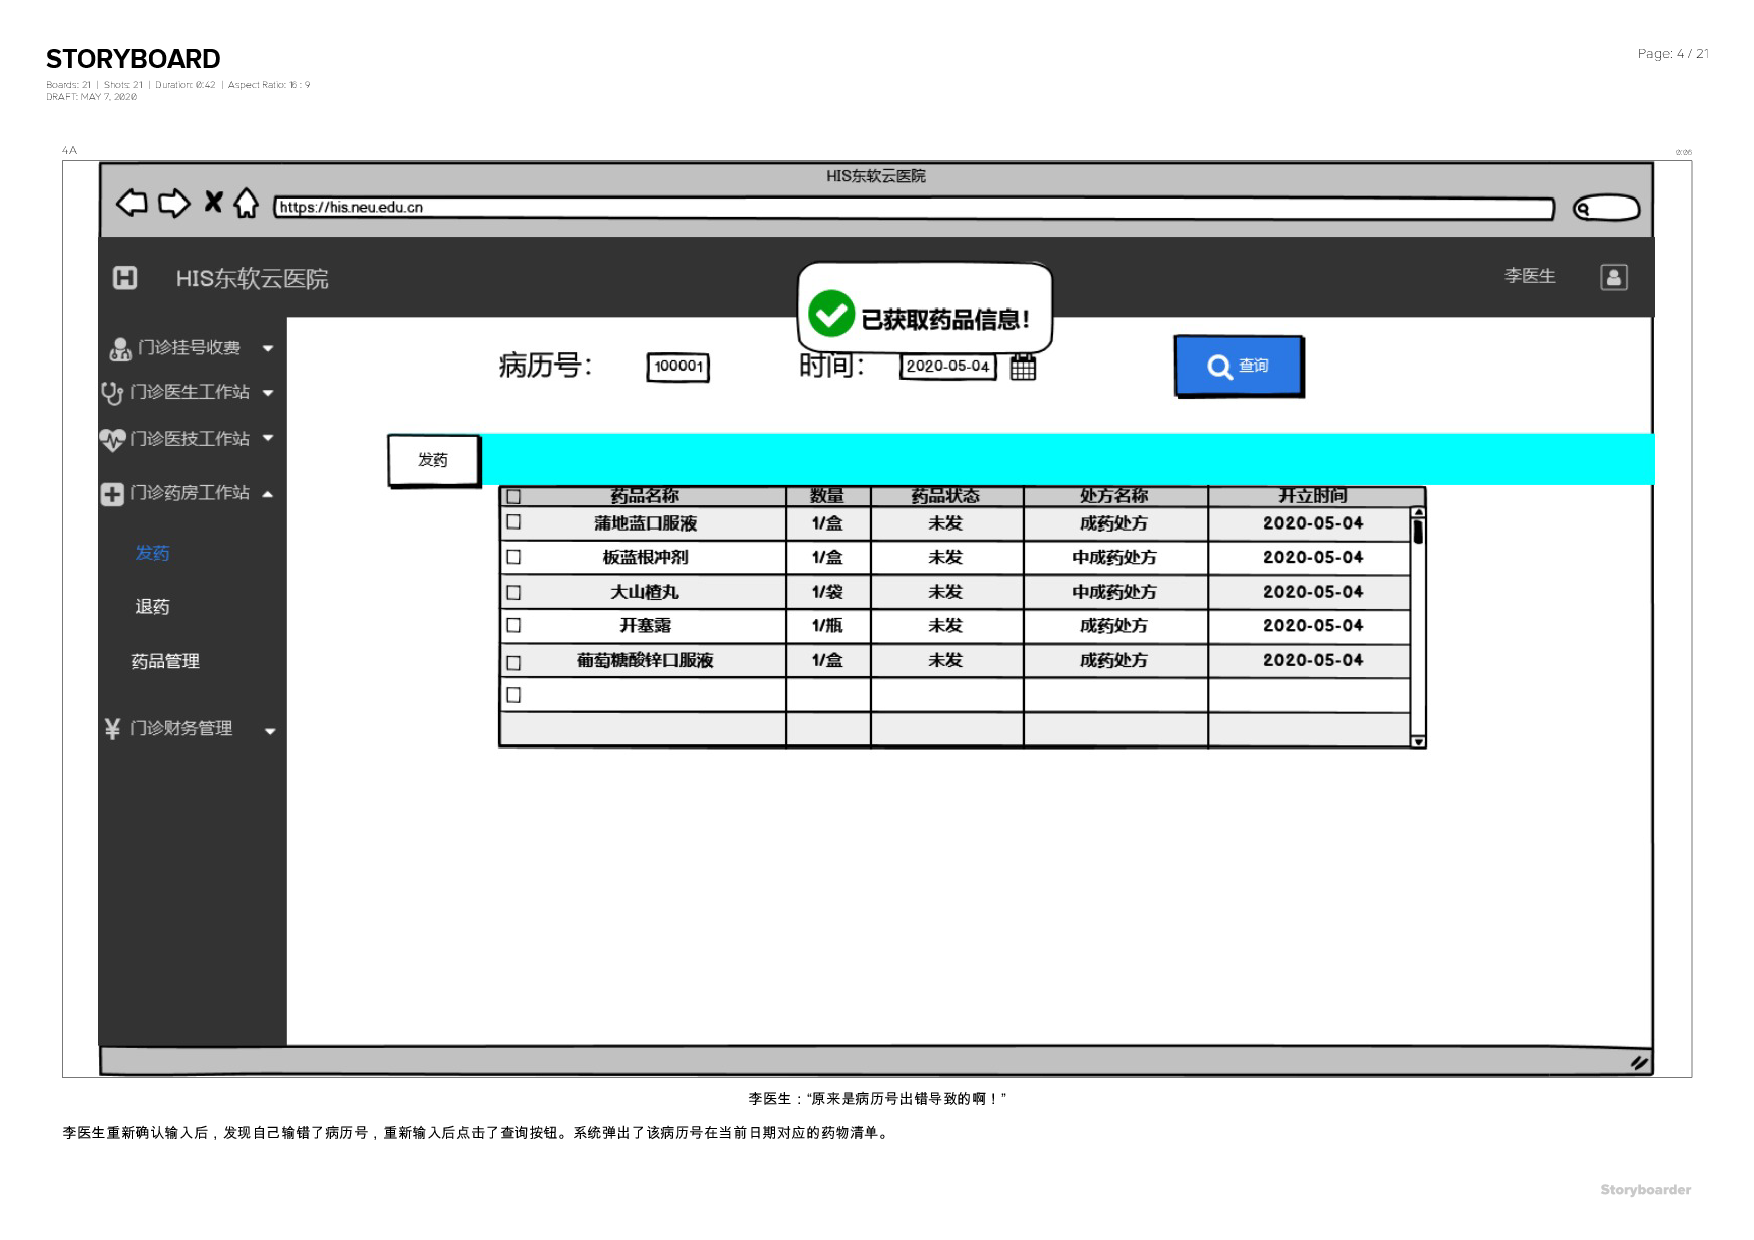 STORYBOARD
Page: 4 / 21
Boards: 21 | Shots: 21 | Duration: 0:42 | Aspect Ratio: 16 : 9
DRAFT: MAY 7, 2020
4A
0:06
HIS东软云医院
https://his.neu.edu.cn
HIS东软云医院
李医生
已获取药品信息!
门诊挂号收费
门诊医生工作站
门诊医技工作站
门诊药房工作站
发药
退药
药品管理
门诊财务管理
病历号: 100001 时间: 2020-05-04 查询
发药
药品名称 数量 药品状态 处方名称 开立时间
蒲地蓝口服液 1/盒 未发 成药处方 2020-05-04
板蓝根冲剂 1/盒 未发 中成药处方 2020-05-04
大山楂丸 1/袋 未发 中成药处方 2020-05-04
开塞露 1/瓶 未发 成药处方 2020-05-04
葡萄糖酸锌口服液 1/盒 未发 成药处方 2020-05-04
李医生：“原来是病历号出错导致的啊！”
李医生重新确认输入后，发现自己输错了病历号，重新输入后点击了查询按钮。系统弹出了该病历号在当前日期对应的药物清单。
Storyboarder